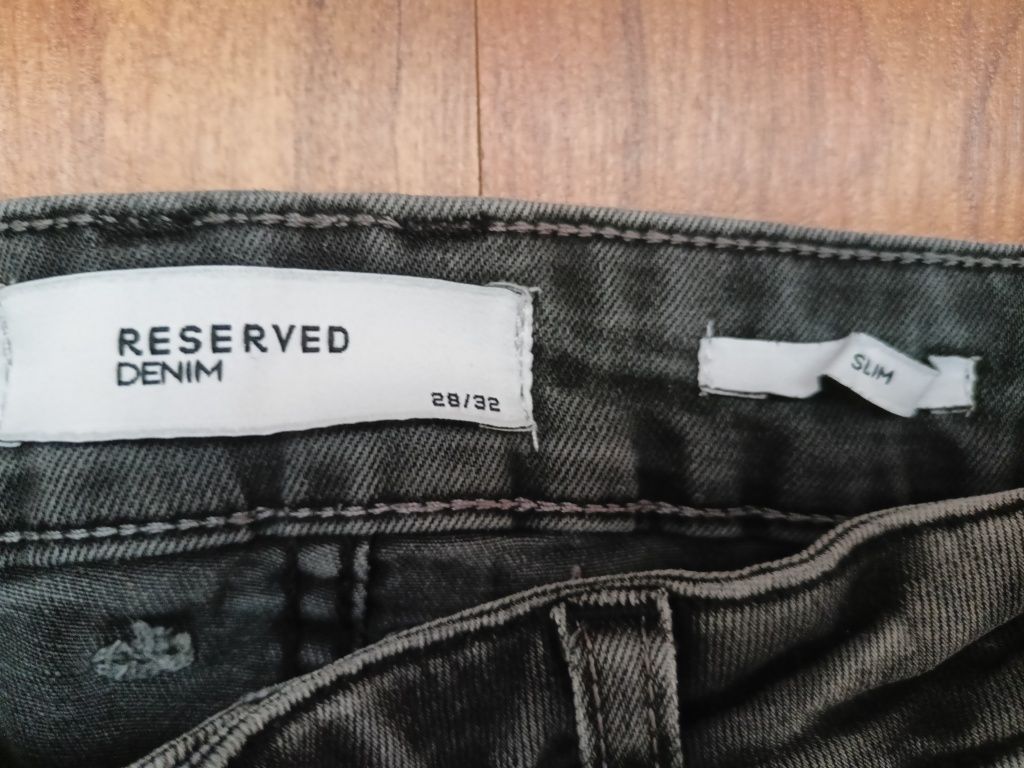 RESERVED
DENIM
28/32
SLIM